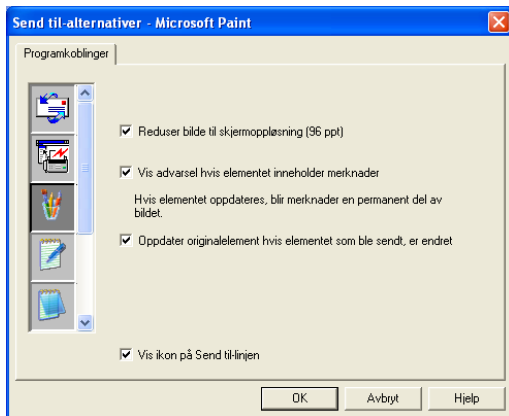 Send til-alternativer - Microsoft Paint
Programkoblinger
Reduser bilde til skjermoppløsning (96 ppt)
Vis advarsel hvis elementet inneholder merknader
Hvis elementet oppdateres, blir merknader en permanent del av
bildet.
Oppdater originalelement hvis elementet som ble sendt, er endret
Vis ikon på Send til-linjen
OK Avbryt Hjelp